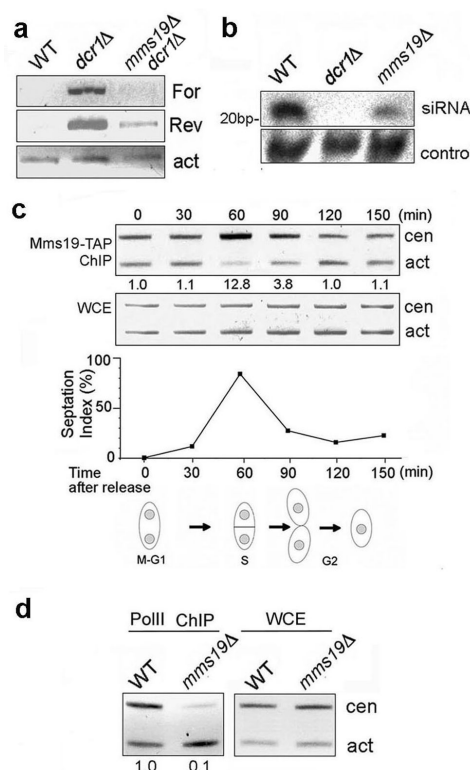 a
WT dcr1Δ mms19Δ dcr1Δ
For
Rev
act
b
WT dcr1Δ mms19Δ
20bp- siRNA
contro
c
0 30 60 90 120 150 (min)
Mms19-TAP ChIP cen
act
1.0 1.1 12.8 3.8 1.0 1.1
WCE cen
act
Septation Index (%)
100
50
0
Time after release 0 30 60 90 120 150 (min)
M-G1 S G2
d
PolII ChIP WCE
WT mms19Δ WT mms19Δ
cen
act
1.0 0.1